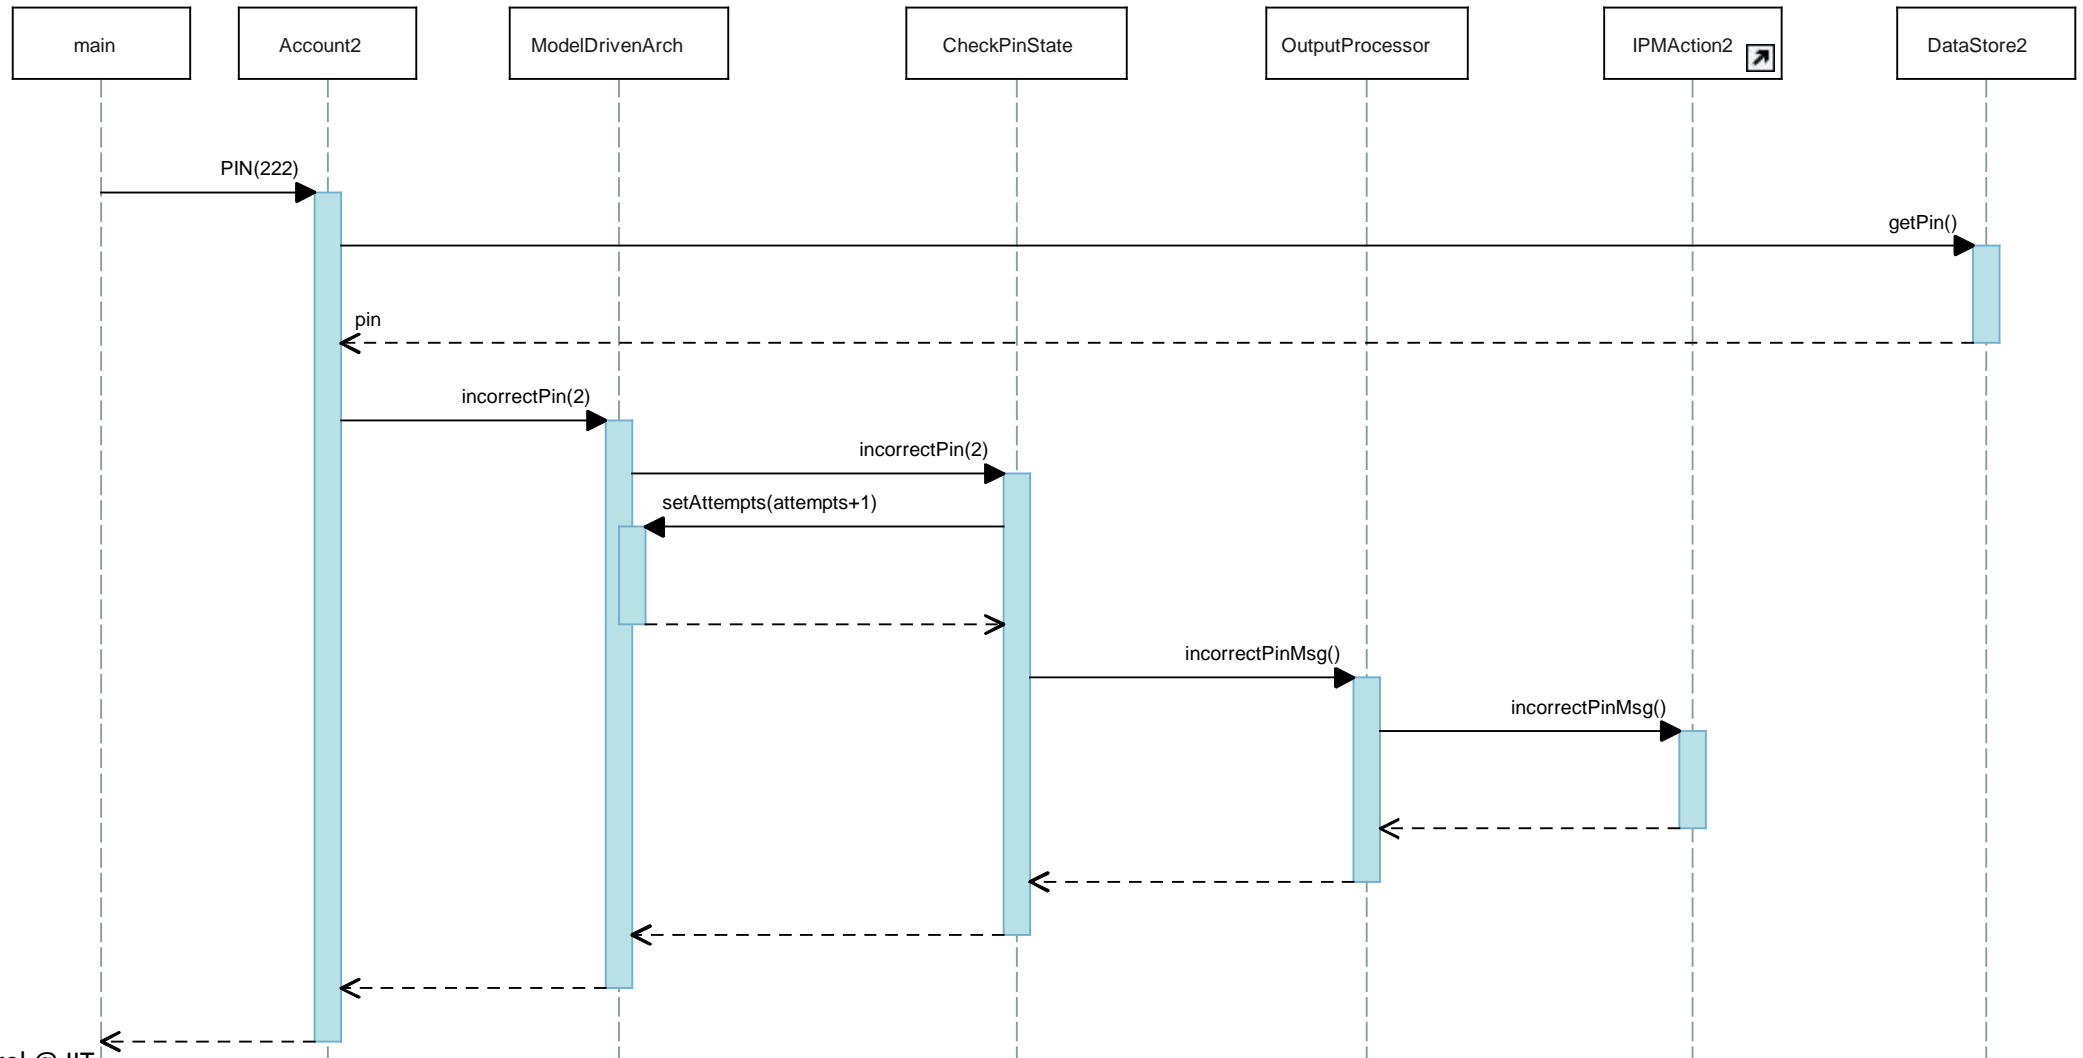 main
Account2
ModelDrivenArch
CheckPinState
OutputProcessor
IPMAction2
DataStore2
PIN(222)
getPin()
pin
incorrectPin(2)
incorrectPin(2)
setAttempts(attempts+1)
incorrectPinMsg()
incorrectPinMsg()
@ IIT